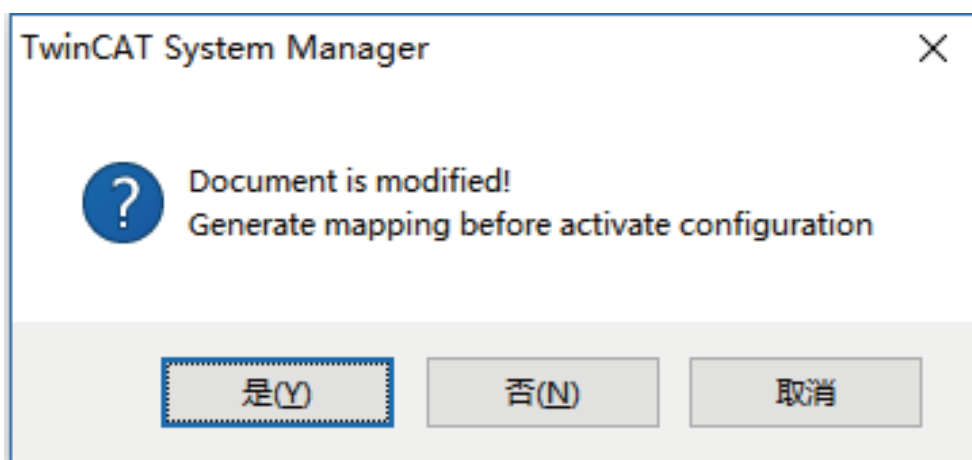 TwinCAT System Manager
Document is modified!
Generate mapping before activate configuration
是(Y) 否(N) 取消